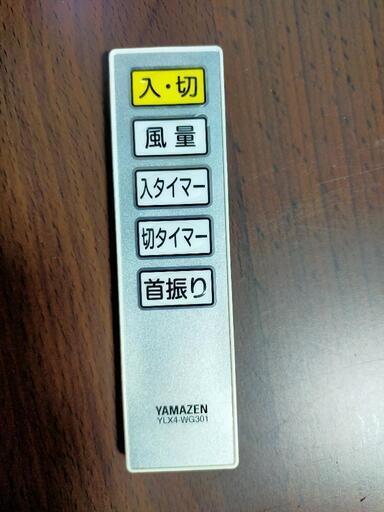 入・切
風量
入タイマー
切タイマー
首振り
YAMAZEN
YLX4-WG301